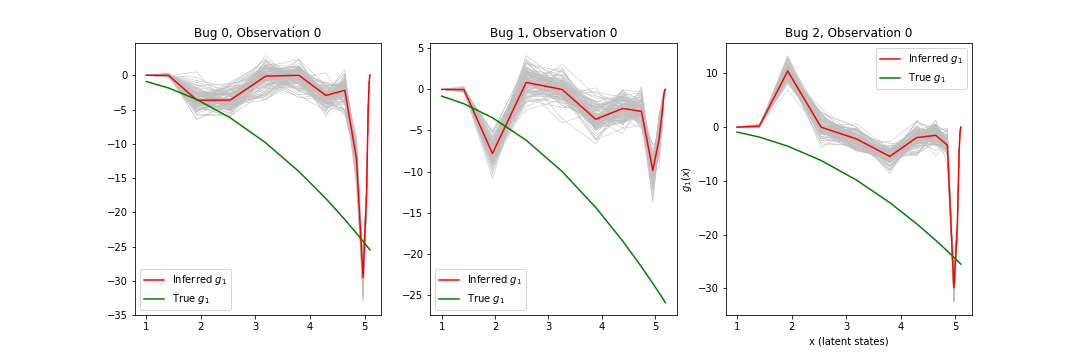 Bug 0, Observation 0
0
−5
−10
−15
−20
−25
−30
−35
1 2 3 4 5
Inferred g₁
True g₁
Bug 1, Observation 0
5
0
−5
−10
−15
−20
−25
1 2 3 4 5
Inferred g₁
True g₁
Bug 2, Observation 0
g₁(x)
10
0
−10
−20
−30
1 2 3 4 5
x (latent states)
Inferred g₁
True g₁